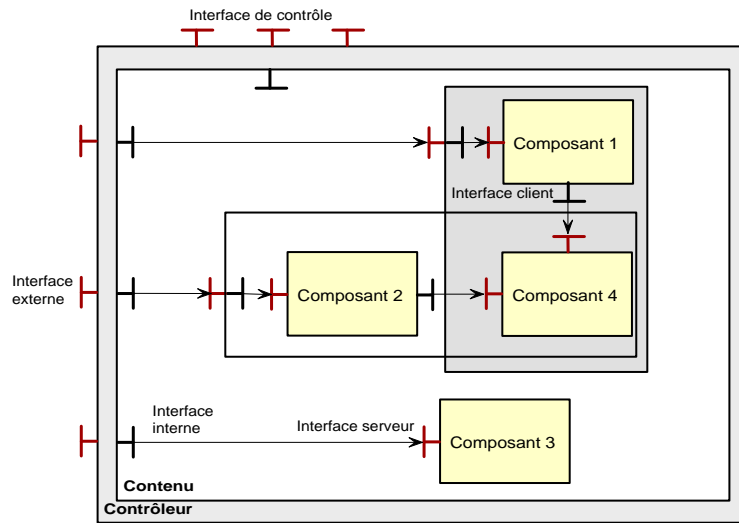 Interface de contrôle
Composant 1
Interface client
Interface
externe
Composant 2
Composant 4
Interface
interne
Interface serveur
Composant 3
Contenu
Contrôleur